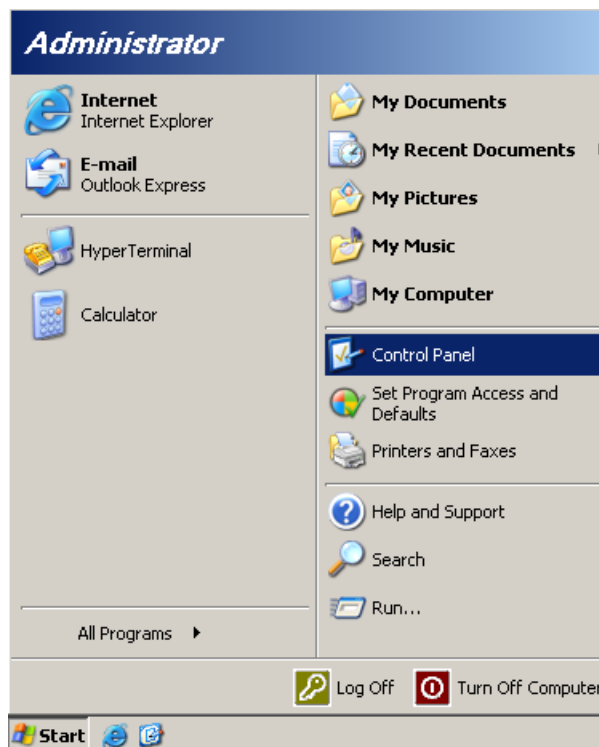 Administrator
Internet
Internet Explorer
E-mail
Outlook Express
HyperTerminal
Calculator
All Programs
My Documents
My Recent Documents
My Pictures
My Music
My Computer
Control Panel
Set Program Access and
Defaults
Printers and Faxes
Help and Support
Search
Run...
Log Off
Turn Off Computer
Start